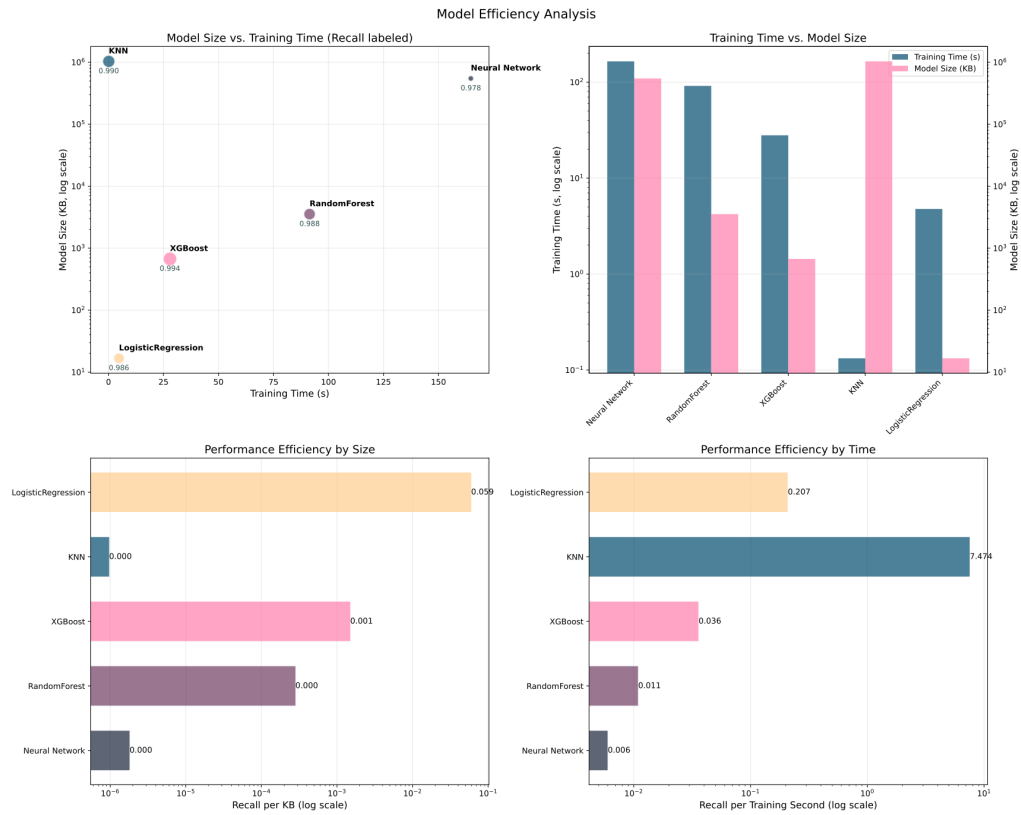 Model Efficiency Analysis
Model Size vs. Training Time (Recall labeled)
Model Size (KB, log scale)
10⁶
10⁵
10⁴
10³
10²
10¹
KNN
0.990
Neural Network
0.978
RandomForest
0.988
XGBoost
0.994
LogisticRegression
0.986
0 25 50 75 100 125 150
Training Time (s)
Training Time vs. Model Size
Training Time (s)
Model Size (KB)
Training Time (s, log scale)
10²
10¹
10⁰
10⁻¹
10⁶
10⁵
10⁴
10³
10²
10¹
Model Size (KB, log scale)
Neural Network
RandomForest
XGBoost
KNN
LogisticRegression
Performance Efficiency by Size
LogisticRegression 0.059
KNN 0.000
XGBoost 0.001
RandomForest 0.000
Neural Network 0.000
10⁻⁶ 10⁻⁵ 10⁻⁴ 10⁻³ 10⁻² 10⁻¹
Recall per KB (log scale)
Performance Efficiency by Time
LogisticRegression 0.207
KNN 7.474
XGBoost 0.036
RandomForest 0.011
Neural Network 0.006
10⁻² 10⁻¹ 10⁰ 10¹
Recall per Training Second (log scale)